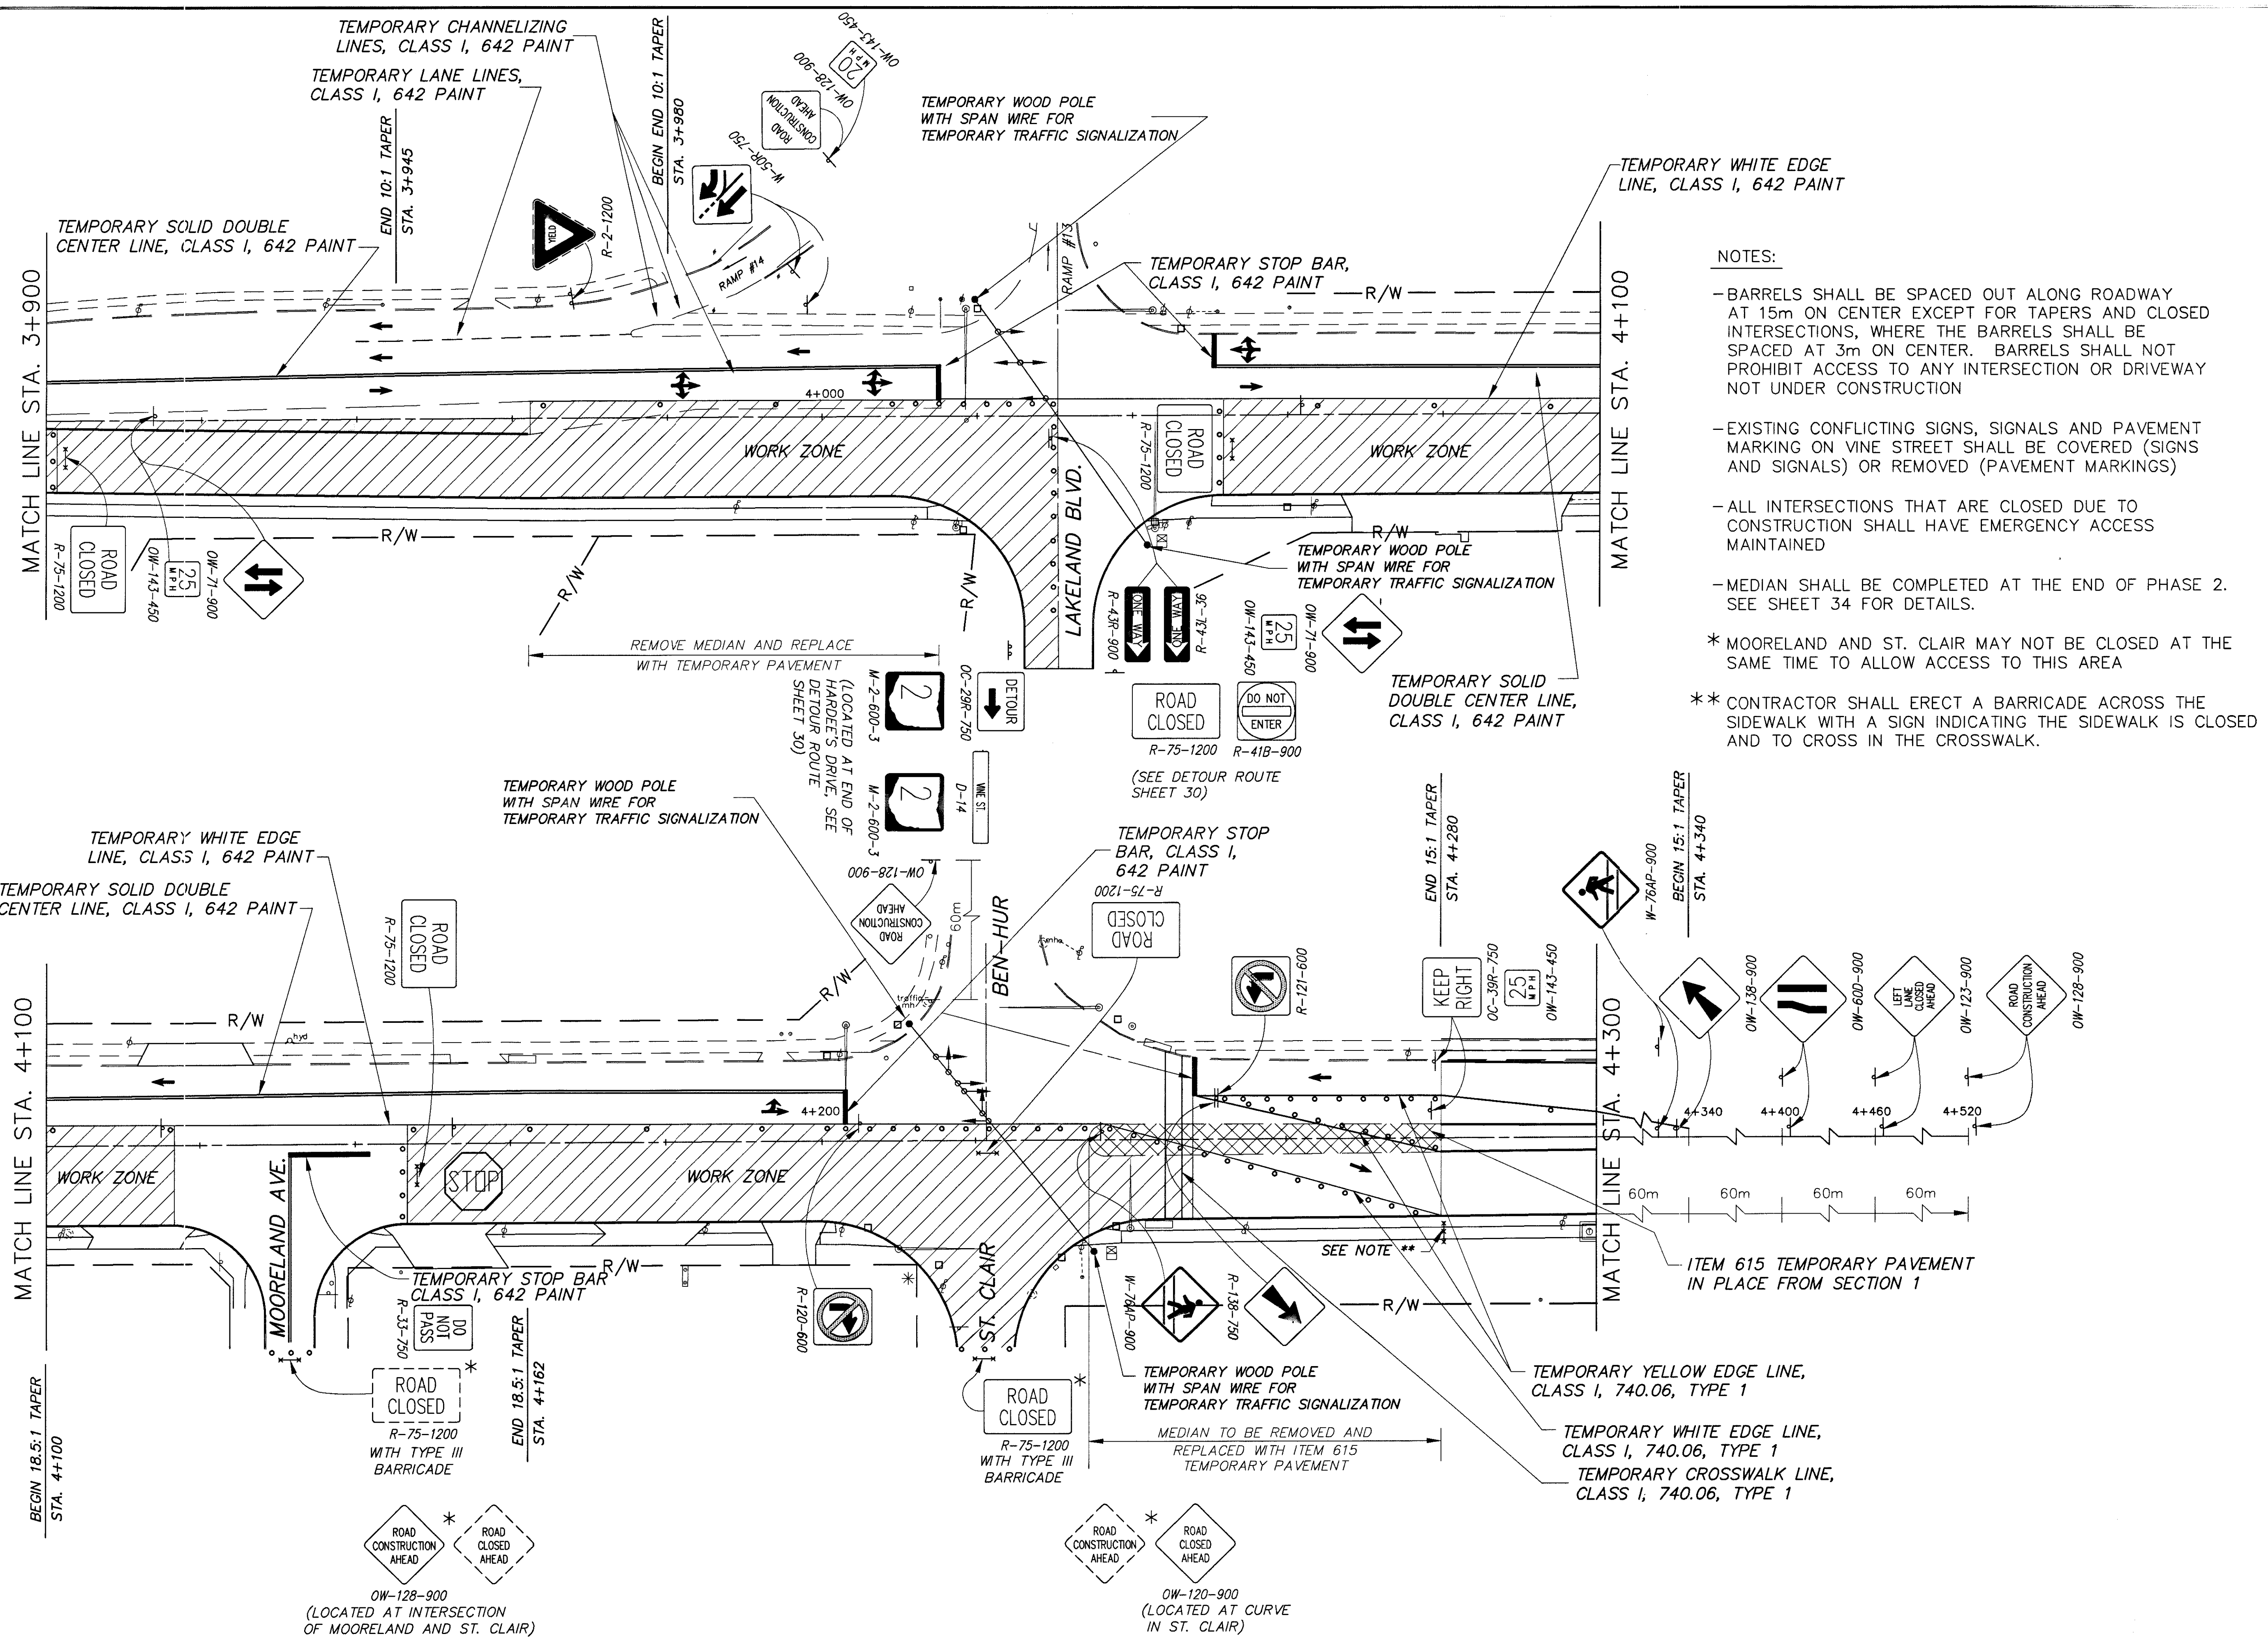 TEMPORARY CHANNELIZING
LINES, CLASS I, 642 PAINT
TEMPORARY LANE LINES,
CLASS I, 642 PAINT
END 10:1 TAPER
STA. 3+945
BEGIN END 10:1 TAPER
STA. 3+980
OW-143-450
20
MPH
OW-128-900
ROAD
CONSTRUCTION
AHEAD
W-50R-750
YIELD
R-2-1200
RAMP #14
TEMPORARY WOOD POLE
WITH SPAN WIRE FOR
TEMPORARY TRAFFIC SIGNALIZATION
RAMP #13
TEMPORARY STOP BAR,
CLASS I, 642 PAINT
R/W
TEMPORARY WHITE EDGE
LINE, CLASS I, 642 PAINT
TEMPORARY SOLID DOUBLE
CENTER LINE, CLASS I, 642 PAINT
MATCH LINE STA. 3+900
4+000
WORK ZONE
LAKELAND BLVD.
R-75-1200
ROAD
CLOSED
WORK ZONE
MATCH LINE STA. 4+100
R-75-1200
ROAD
CLOSED
OW-143-450
25
MPH
OW-71-900
R/W
R/W
R/W
R/W
TEMPORARY WOOD POLE
WITH SPAN WIRE FOR
TEMPORARY TRAFFIC SIGNALIZATION
R-43R-900
ONE WAY
ONE WAY
R-43L-36
OW-143-450
25
MPH
OW-71-900
REMOVE MEDIAN AND REPLACE
WITH TEMPORARY PAVEMENT
(LOCATED AT END OF
HARDEE'S DRIVE, SEE
DETOUR ROUTE
SHEET 30)
M-2-600-3
2
OC-29R-750
DETOUR
M-2-600-3
2
D-14
VINE ST.
ROAD
CLOSED
R-75-1200
DO NOT
ENTER
R-41B-900
(SEE DETOUR ROUTE
SHEET 30)
TEMPORARY SOLID
DOUBLE CENTER LINE,
CLASS I, 642 PAINT
NOTES:
-BARRELS SHALL BE SPACED OUT ALONG ROADWAY
AT 15m ON CENTER EXCEPT FOR TAPERS AND CLOSED
INTERSECTIONS, WHERE THE BARRELS SHALL BE
SPACED AT 3m ON CENTER. BARRELS SHALL NOT
PROHIBIT ACCESS TO ANY INTERSECTION OR DRIVEWAY
NOT UNDER CONSTRUCTION
-EXISTING CONFLICTING SIGNS, SIGNALS AND PAVEMENT
MARKING ON VINE STREET SHALL BE COVERED (SIGNS
AND SIGNALS) OR REMOVED (PAVEMENT MARKINGS)
-ALL INTERSECTIONS THAT ARE CLOSED DUE TO
CONSTRUCTION SHALL HAVE EMERGENCY ACCESS
MAINTAINED
-MEDIAN SHALL BE COMPLETED AT THE END OF PHASE 2.
SEE SHEET 34 FOR DETAILS.
* MOORELAND AND ST. CLAIR MAY NOT BE CLOSED AT THE
SAME TIME TO ALLOW ACCESS TO THIS AREA
** CONTRACTOR SHALL ERECT A BARRICADE ACROSS THE
SIDEWALK WITH A SIGN INDICATING THE SIDEWALK IS CLOSED
AND TO CROSS IN THE CROSSWALK.
TEMPORARY WOOD POLE
WITH SPAN WIRE FOR
TEMPORARY TRAFFIC SIGNALIZATION
TEMPORARY WHITE EDGE
LINE, CLASS I, 642 PAINT
TEMPORARY SOLID DOUBLE
CENTER LINE, CLASS I, 642 PAINT
R-75-1200
ROAD
CLOSED
OW-128-900
ROAD
CONSTRUCTION
AHEAD
60m
BEN-HUR
TEMPORARY STOP
BAR, CLASS I,
642 PAINT
R-75-1200
ROAD
CLOSED
R-121-600
END 15:1 TAPER
STA. 4+280
KEEP
RIGHT
OC-39R-750
25
MPH
OW-143-450
W-76AP-900
BEGIN 15:1 TAPER
STA. 4+340
OW-138-900
OW-60D-900
LEFT
LANE
CLOSED
AHEAD
OW-123-900
ROAD
CONSTRUCTION
AHEAD
OW-128-900
MATCH LINE STA. 4+100
R/W
hyd
R/W
traffic
mh
4+200
MATCH LINE STA. 4+300
4+340
4+400
4+460
4+520
60m
60m
60m
60m
WORK ZONE
MOORELAND AVE.
STOP
WORK ZONE
ST. CLAIR
TEMPORARY STOP BAR
CLASS I, 642 PAINT
R/W
SEE NOTE **
R/W
ITEM 615 TEMPORARY PAVEMENT
IN PLACE FROM SECTION 1
R-33-750
DO
NOT
PASS
ROAD
CLOSED
*
R-75-1200
WITH TYPE III
BARRICADE
END 18.5:1 TAPER
STA. 4+162
BEGIN 18.5:1 TAPER
STA. 4+100
R-120-600
*
ROAD
CLOSED
*
R-75-1200
WITH TYPE III
BARRICADE
W-76AP-900
R-138-750
TEMPORARY WOOD POLE
WITH SPAN WIRE FOR
TEMPORARY TRAFFIC SIGNALIZATION
MEDIAN TO BE REMOVED AND
REPLACED WITH ITEM 615
TEMPORARY PAVEMENT
TEMPORARY YELLOW EDGE LINE,
CLASS I, 740.06, TYPE 1
TEMPORARY WHITE EDGE LINE,
CLASS I, 740.06, TYPE 1
TEMPORARY CROSSWALK LINE,
CLASS I, 740.06, TYPE 1
ROAD
CONSTRUCTION
AHEAD
*
ROAD
CLOSED
AHEAD
OW-128-900
(LOCATED AT INTERSECTION
OF MOORELAND AND ST. CLAIR)
ROAD
CONSTRUCTION
AHEAD
*
ROAD
CLOSED
AHEAD
OW-120-900
(LOCATED AT CURVE
IN ST. CLAIR)